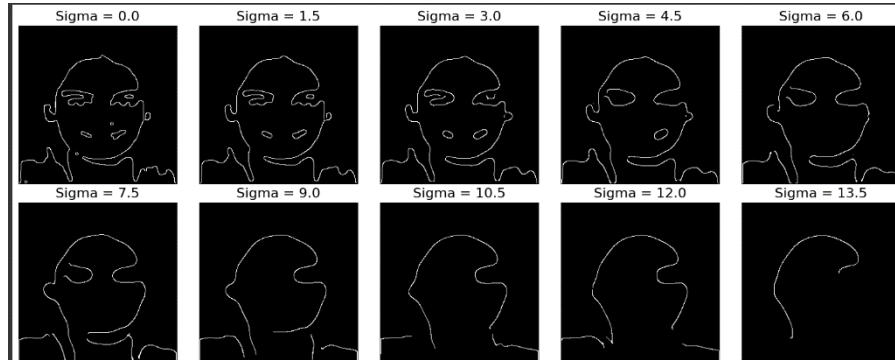 Sigma = 0.0 Sigma = 1.5 Sigma = 3.0 Sigma = 4.5 Sigma = 6.0
Sigma = 7.5 Sigma = 9.0 Sigma = 10.5 Sigma = 12.0 Sigma = 13.5